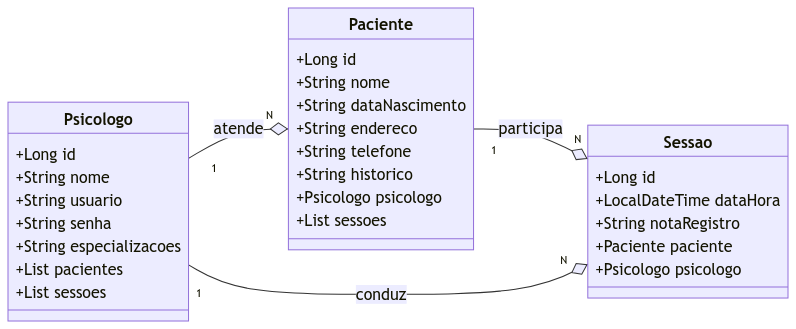 Psicologo
+Long id
+String nome
+String usuario
+String senha
+String especializacoes
+List pacientes
+List sessoes
1
atende
N
Paciente
+Long id
+String nome
+String dataNascimento
+String endereco
+String telefone
+String historico
+Psicologo psicologo
+List sessoes
1
participa
N
Sessao
+Long id
+LocalDateTime dataHora
+String notaRegistro
+Paciente paciente
+Psicologo psicologo
1
conduz
N